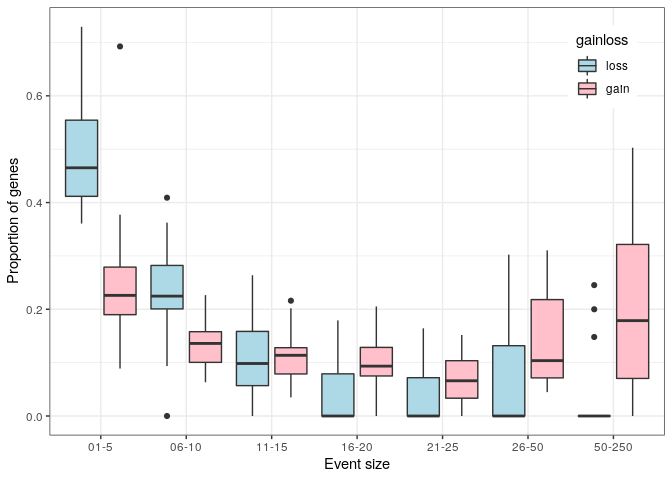 gainloss
loss
gain
Proportion of genes
0.6
0.4
0.2
0.0
01-5 06-10 11-15 16-20 21-25 26-50 50-250
Event size